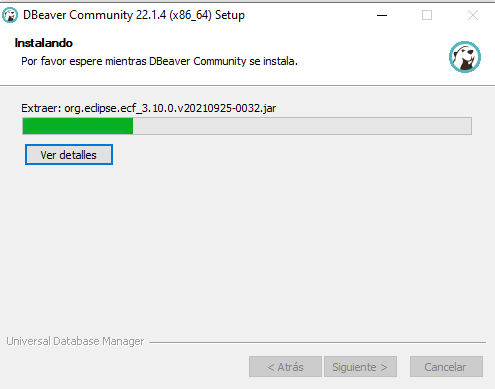 DBeaver Community 22.1.4 (x86_64) Setup
Instalando
Por favor espere mientras DBeaver Community se instala.
Extraer: org.eclipse.ecf_3.10.0.v20210925-0032.jar
Ver detalles
Universal Database Manager
< Atrás
Siguiente >
Cancelar